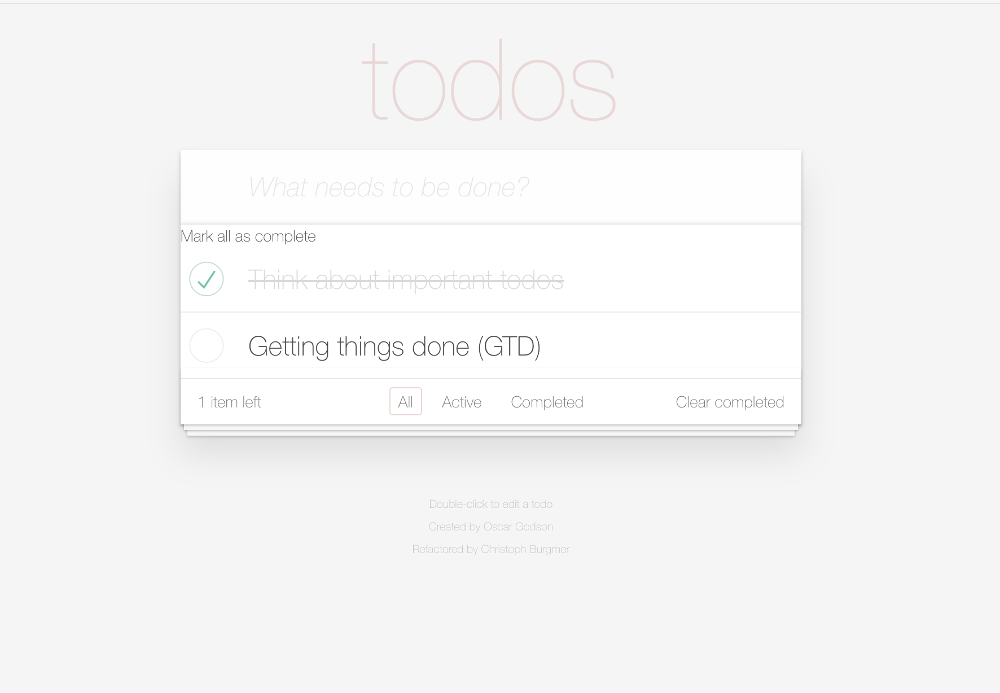 todos
What needs to be done?
Mark all as complete
Think about important todos
Getting things done (GTD)
1 item left All Active Completed Clear completed
Double-click to edit a todo
Created by Oscar Godson
Refactored by Christoph Burgmer